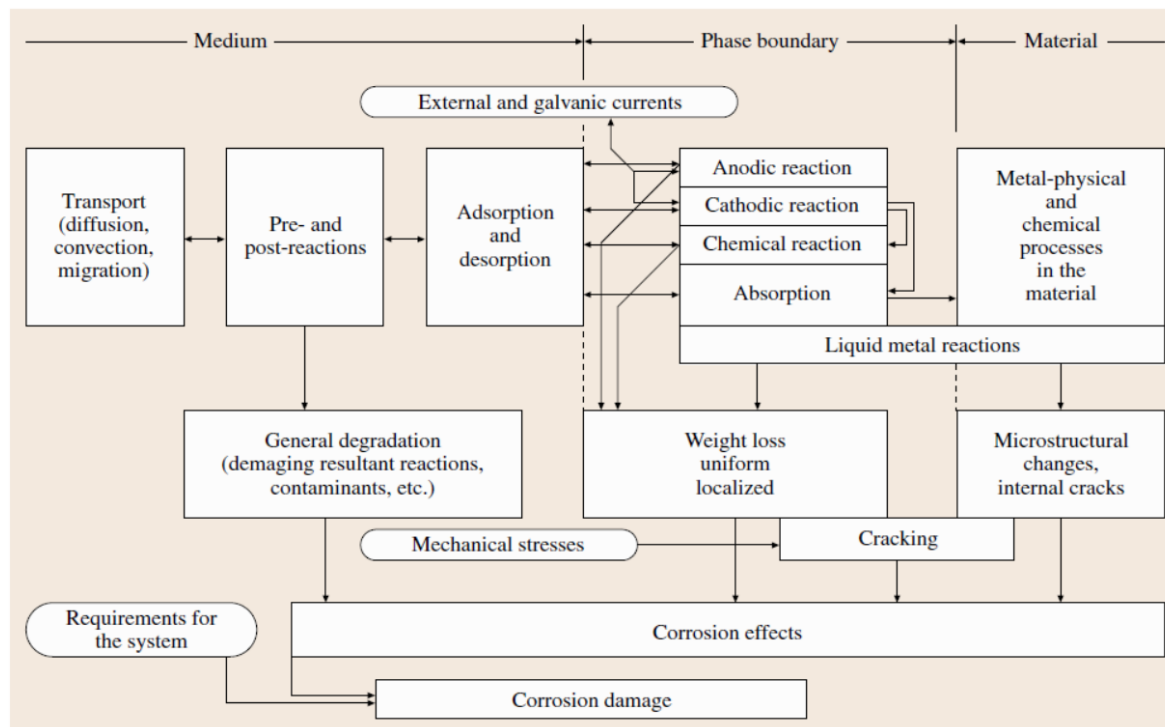 Medium
Phase boundary
Material
External and galvanic currents
Transport
(diffusion,
convection,
migration)
Pre- and
post-reactions
Adsorption
and
desorption
Anodic reaction
Cathodic reaction
Chemical reaction
Absorption
Metal-physical
and
chemical
processes
in the
material
Liquid metal reactions
General degradation
(demaging resultant reactions,
contaminants, etc.)
Weight loss
uniform
localized
Microstructural
changes,
internal cracks
Mechanical stresses
Cracking
Requirements for
the system
Corrosion effects
Corrosion damage